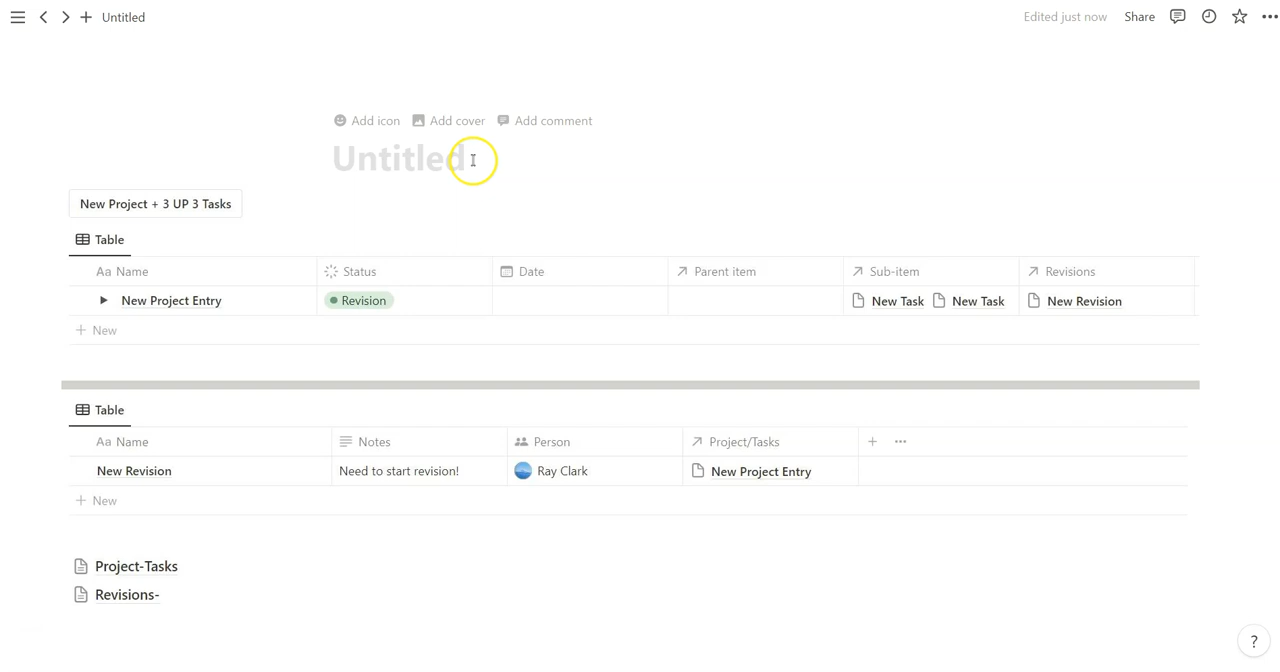 Untitled
Edited just now Share
Add icon Add cover Add comment
Untitled
New Project + 3 UP 3 Tasks
Table
Aa Name Status Date Parent item Sub-item Revisions
New Project Entry Revision New Task New Task New Revision
+ New
Table
Aa Name Notes Person Project/Tasks
New Revision Need to start revision! Ray Clark New Project Entry
+ New
Project-Tasks
Revisions-
?